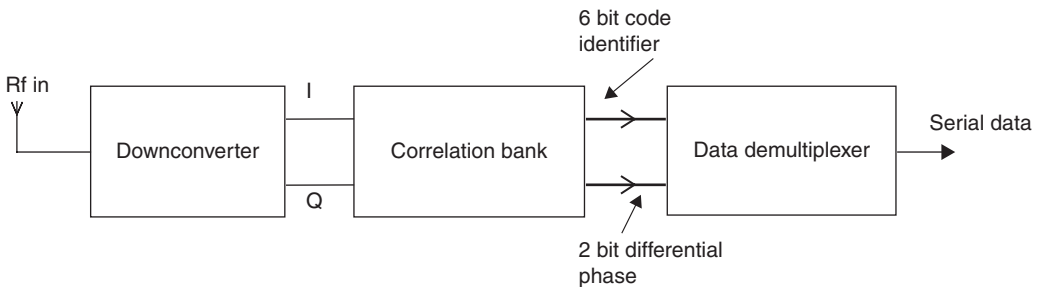 6 bit code
identifier
Rf in
I
Downconverter
Correlation bank
Data demultiplexer
Serial data
Q
2 bit differential
phase